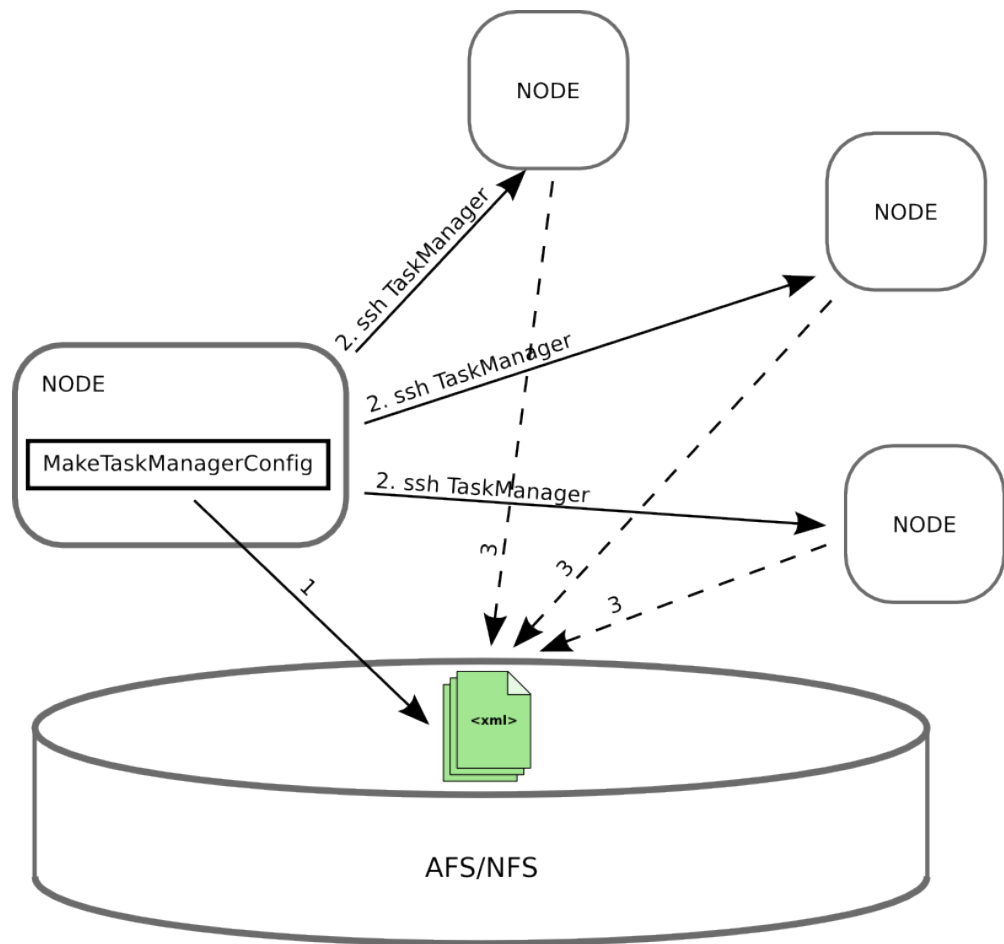 NODE
NODE
2. ssh TaskManager
2. ssh TaskManager
NODE
MakeTaskManagerConfig
2. ssh TaskManager
NODE
3
3
1
3
<xml>
AFS/NFS